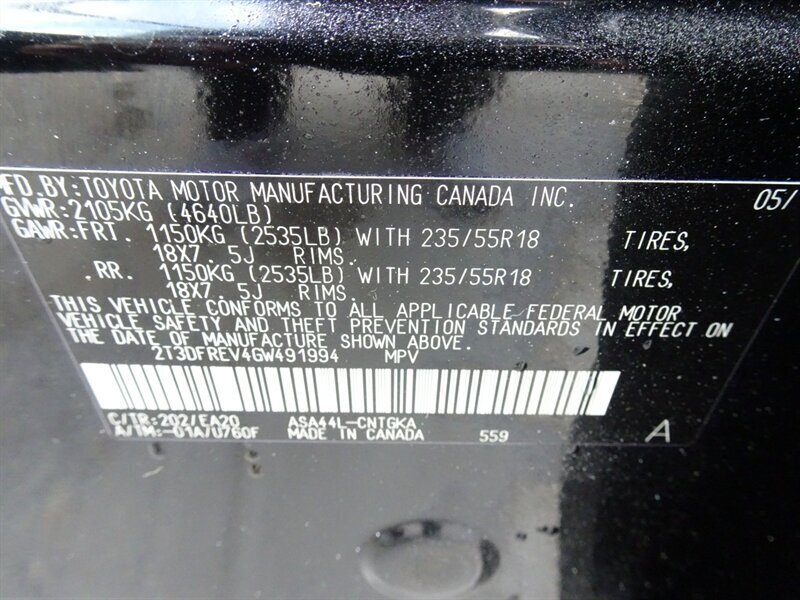 MFD. BY: TOYOTA MOTOR MANUFACTURING CANADA INC. 05/
GVWR: 2105KG (4640LB)
GAWR: FRT. 1150KG (2535LB) WITH 235/55R18 TIRES,
18X7. 5J RIMS.
RR. 1150KG (2535LB) WITH 235/55R18 TIRES,
18X7. 5J RIMS.
THIS VEHICLE CONFORMS TO ALL APPLICABLE FEDERAL MOTOR
VEHICLE SAFETY AND THEFT PREVENTION STANDARDS IN EFFECT ON
THE DATE OF MANUFACTURE SHOWN ABOVE.
2T3DFREV4GW491994 MPV
C/TR: 202/EA20 ASA44L-CNTGKA
A/TM: -01A/U760F MADE IN CANADA 559 A